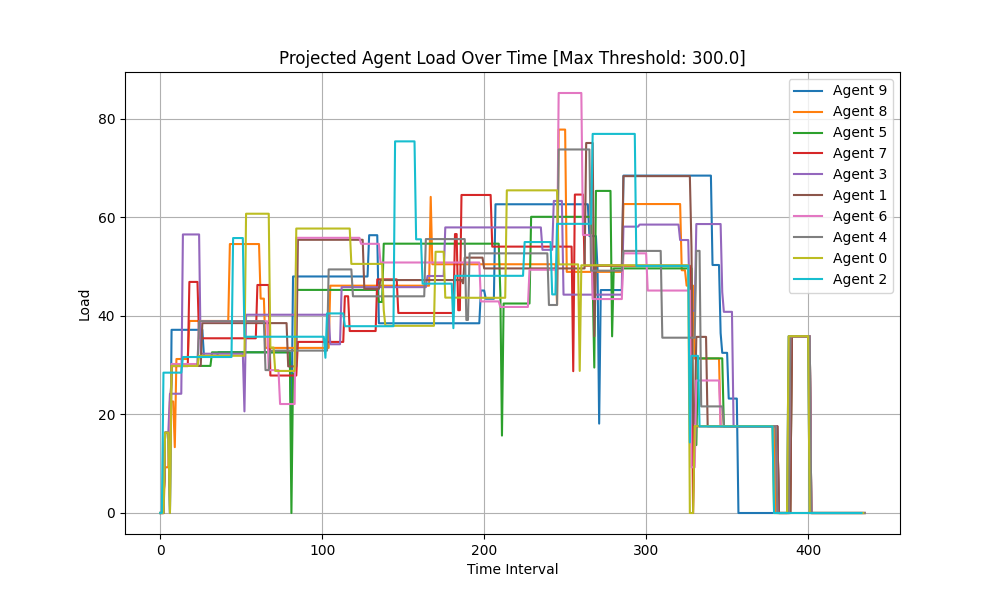 Projected Agent Load Over Time [Max Threshold: 300.0]
Load
80
60
40
20
0
0 100 200 300 400
Time Interval
Agent 9
Agent 8
Agent 5
Agent 7
Agent 3
Agent 1
Agent 6
Agent 4
Agent 0
Agent 2